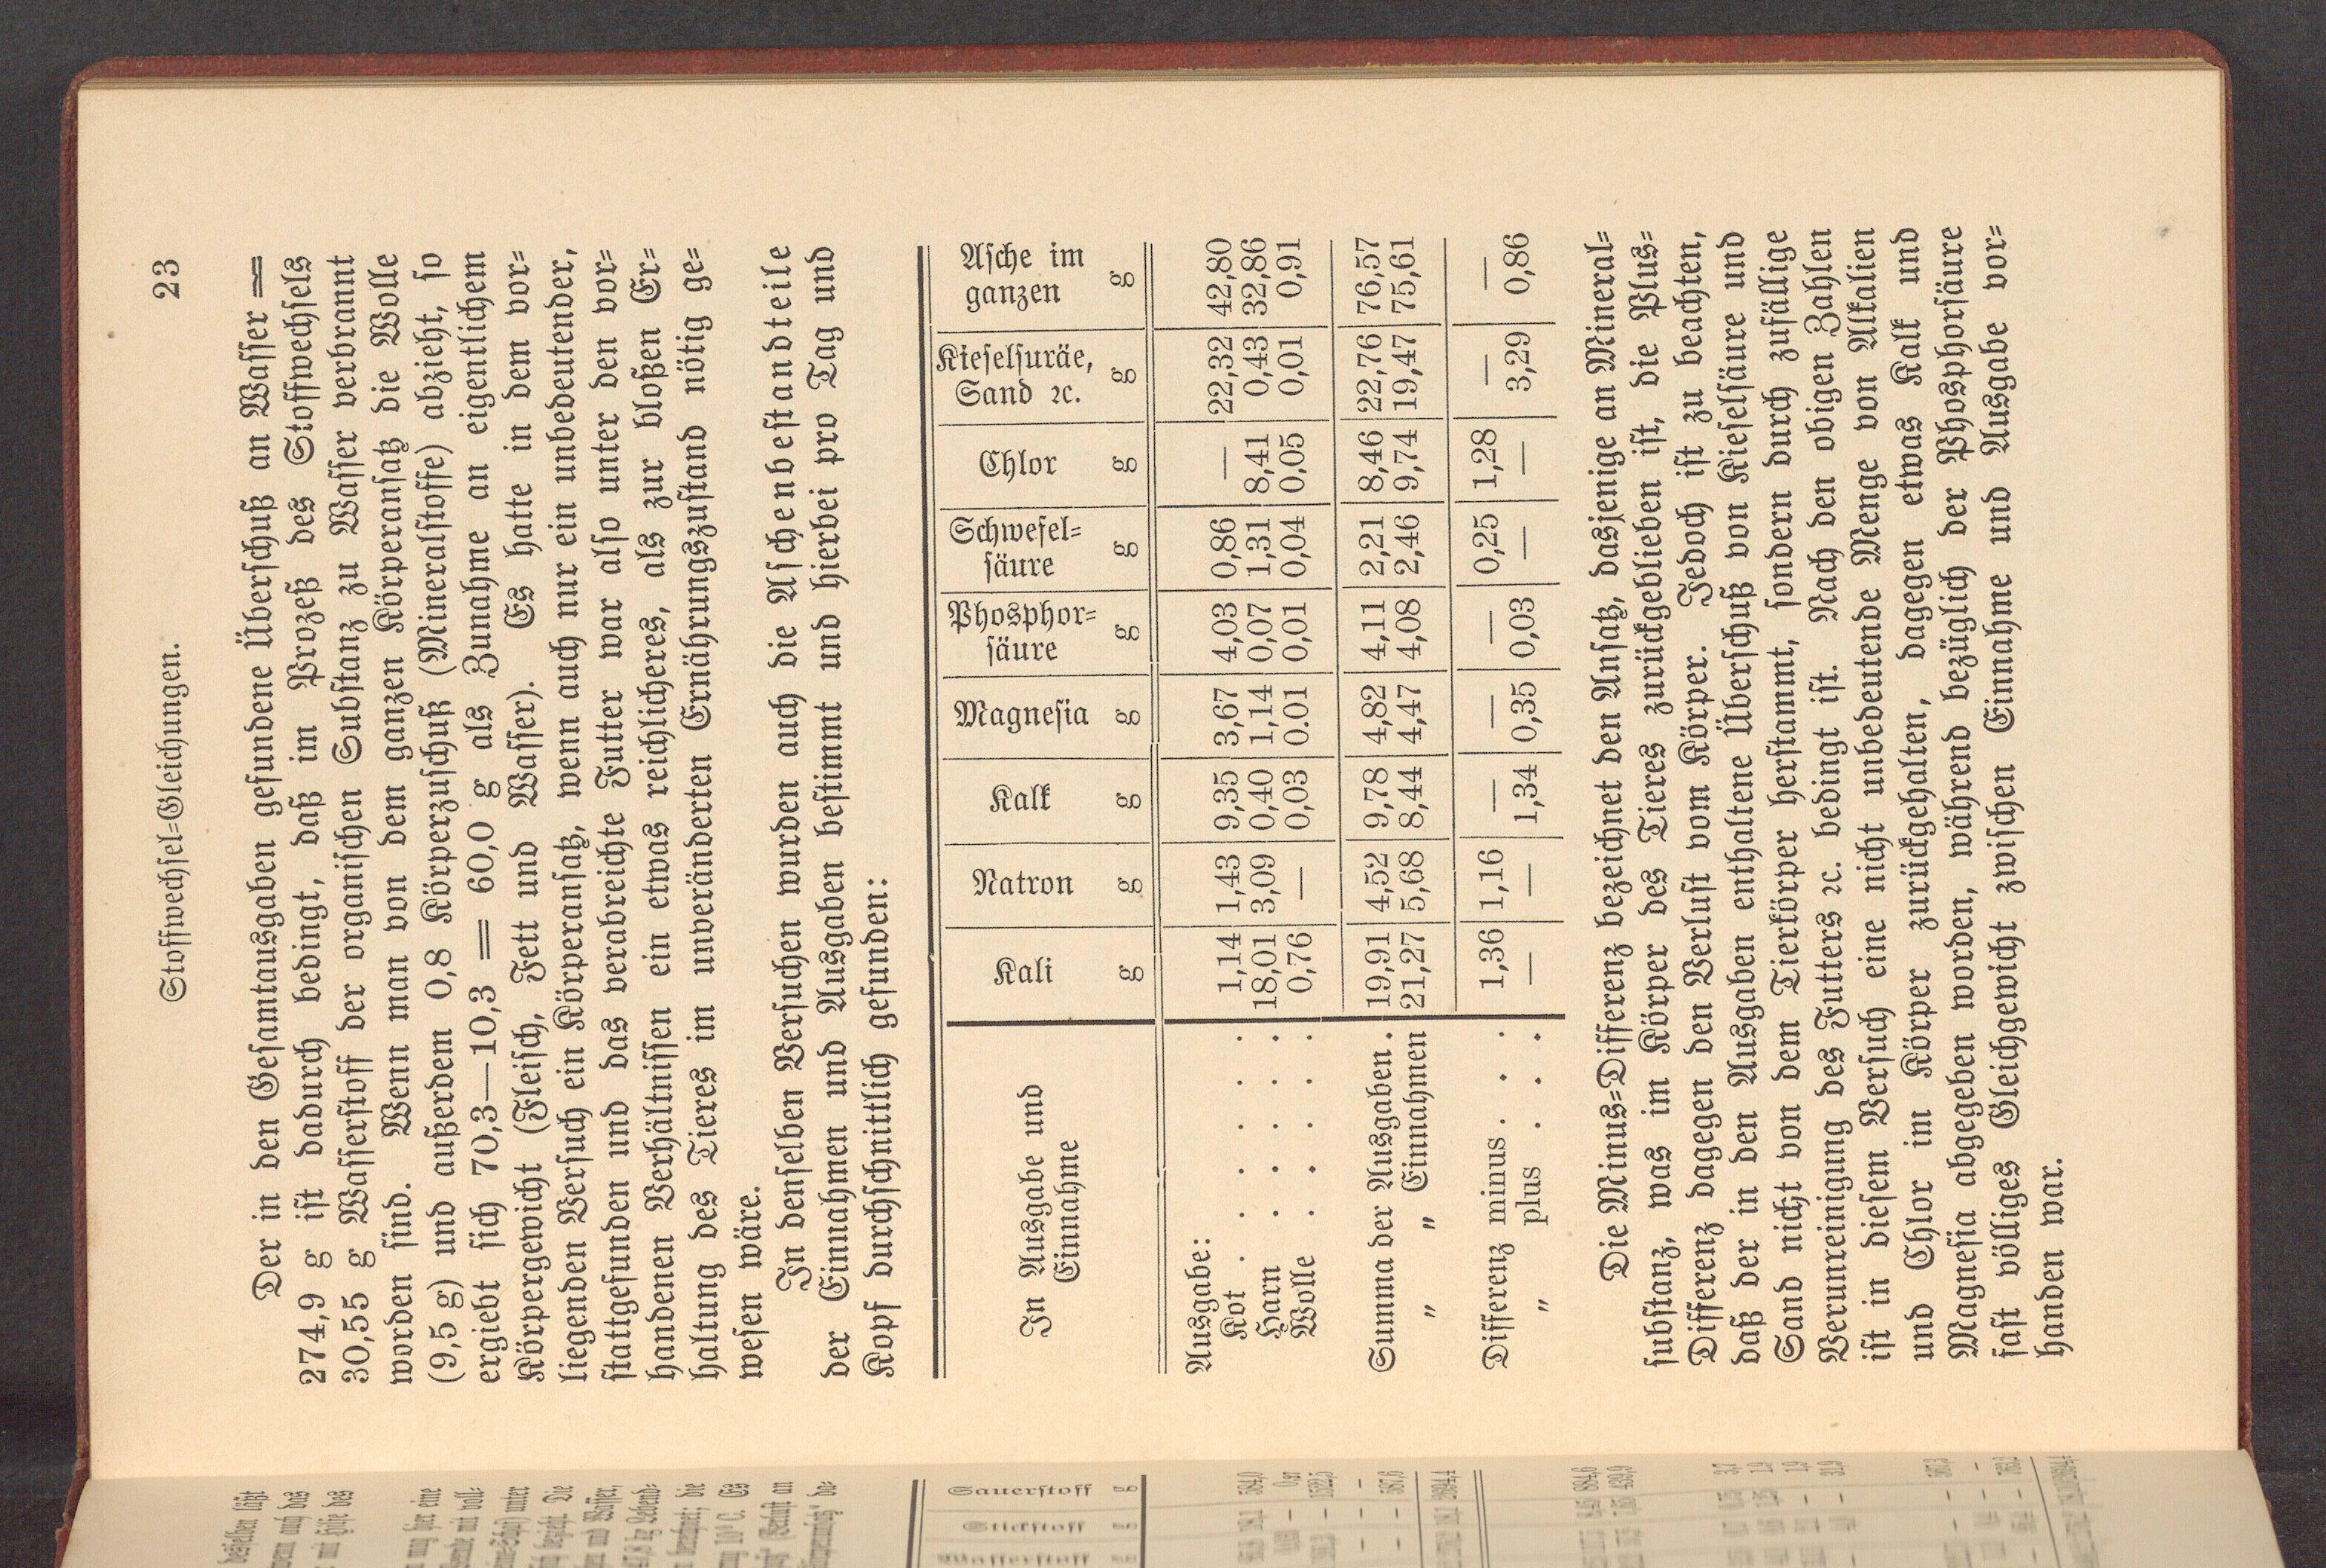 Stoffwechsel=Gleichungen. 23
Der in den Gesamtausgaben gefundene Überschuß an Wasser =
274,9 g ist dadurch bedingt, daß im Prozeß des Stoffwechsels
30,55 g Wasserstoff der organischen Substanz zu Wasser verbrannt
worden sind. Wenn man von dem ganzen Körperansatz die Wolle
(9,5 g) und außerdem 0,8 Körperzuschuß (Mineralstoffe) abzieht, so
ergiebt sich 70,3—10,3 = 60,0 g als Zunahme an eigentlichem
Körpergewicht (Fleisch, Fett und Wasser). Es hatte in dem vor=
liegenden Versuch ein Körperansatz, wenn auch nur ein unbedeutender,
stattgefunden und das verabreichte Futter war also unter den vor=
handenen Verhältnissen ein etwas reichlicheres, als zur bloßen Er=
haltung des Tieres im unveränderten Ernährungszustand nötig ge=
wesen wäre.
In denselben Versuchen wurden auch die Aschenbestandteile
der Einnahmen und Ausgaben bestimmt und hierbei pro Tag und
Kopf durchschnittlich gefunden:
In Ausgabe und Einnahme | Kali g | Natron g | Kalk g | Magnesia g | Phosphor=säure g | Schwefel=säure g | Chlor g | Kieselsuräe, Sand ꝛc. g | Asche im ganzen g
Ausgabe:
Kot . . . . . 1,14 | 1,43 | 9,35 | 3,67 | 4,03 | 0,86 | — | 22,32 | 42,80
Harn . . . . . 18,01 | 3,09 | 0,40 | 1,14 | 0,07 | 1,31 | 8,41 | 0,43 | 32,86
Wolle . . . . . 0,76 | — | 0,03 | 0.01 | 0,01 | 0,04 | 0.05 | 0,01 | 0,91
Summa der Ausgaben . 19,91 | 4,52 | 9,78 | 4,82 | 4,11 | 2,21 | 8,46 | 22,76 | 76,57
„ „ Einnahmen 21,27 | 5,68 | 8,44 | 4,47 | 4,08 | 2,46 | 9,74 | 19,47 | 75,61
Differenz minus . . . 1,36 | 1,16 | — | — | — | 0,25 | 1,28 | — | —
„ plus . . . — | — | 1,34 | 0,35 | 0,03 | — | — | 3,29 | 0,86
Die Minus=Differenz bezeichnet den Ansatz, dasjenige an Mineral=
substanz, was im Körper des Tieres zurückgeblieben ist, die Plus=
Differenz dagegen den Verlust vom Körper. Jedoch ist zu beachten,
daß der in den Ausgaben enthaltene Überschuß von Kieselsäure und
Sand nicht von dem Tierkörper herstammt, sondern durch zufällige
Verunreinigung des Futters ꝛc. bedingt ist. Nach den obigen Zahlen
ist in diesem Versuch eine nicht unbedeutende Menge von Alkalien
und Chlor im Körper zurückgehalten, dagegen etwas Kalk und
Magnesia abgegeben worden, während bezüglich der Phosphorsäure
fast völliges Gleichgewicht zwischen Einnahme und Ausgabe vor=
handen war.
Sauerstoff
Stickstoff
Wasserstoff